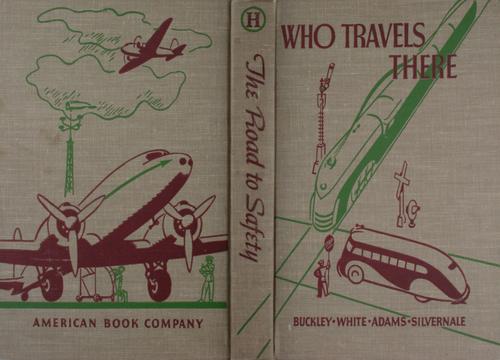 AMERICAN BOOK COMPANY
H
The Road to Safety
WHO TRAVELS
THERE
BUCKLEY · WHITE · ADAMS · SILVERNALE